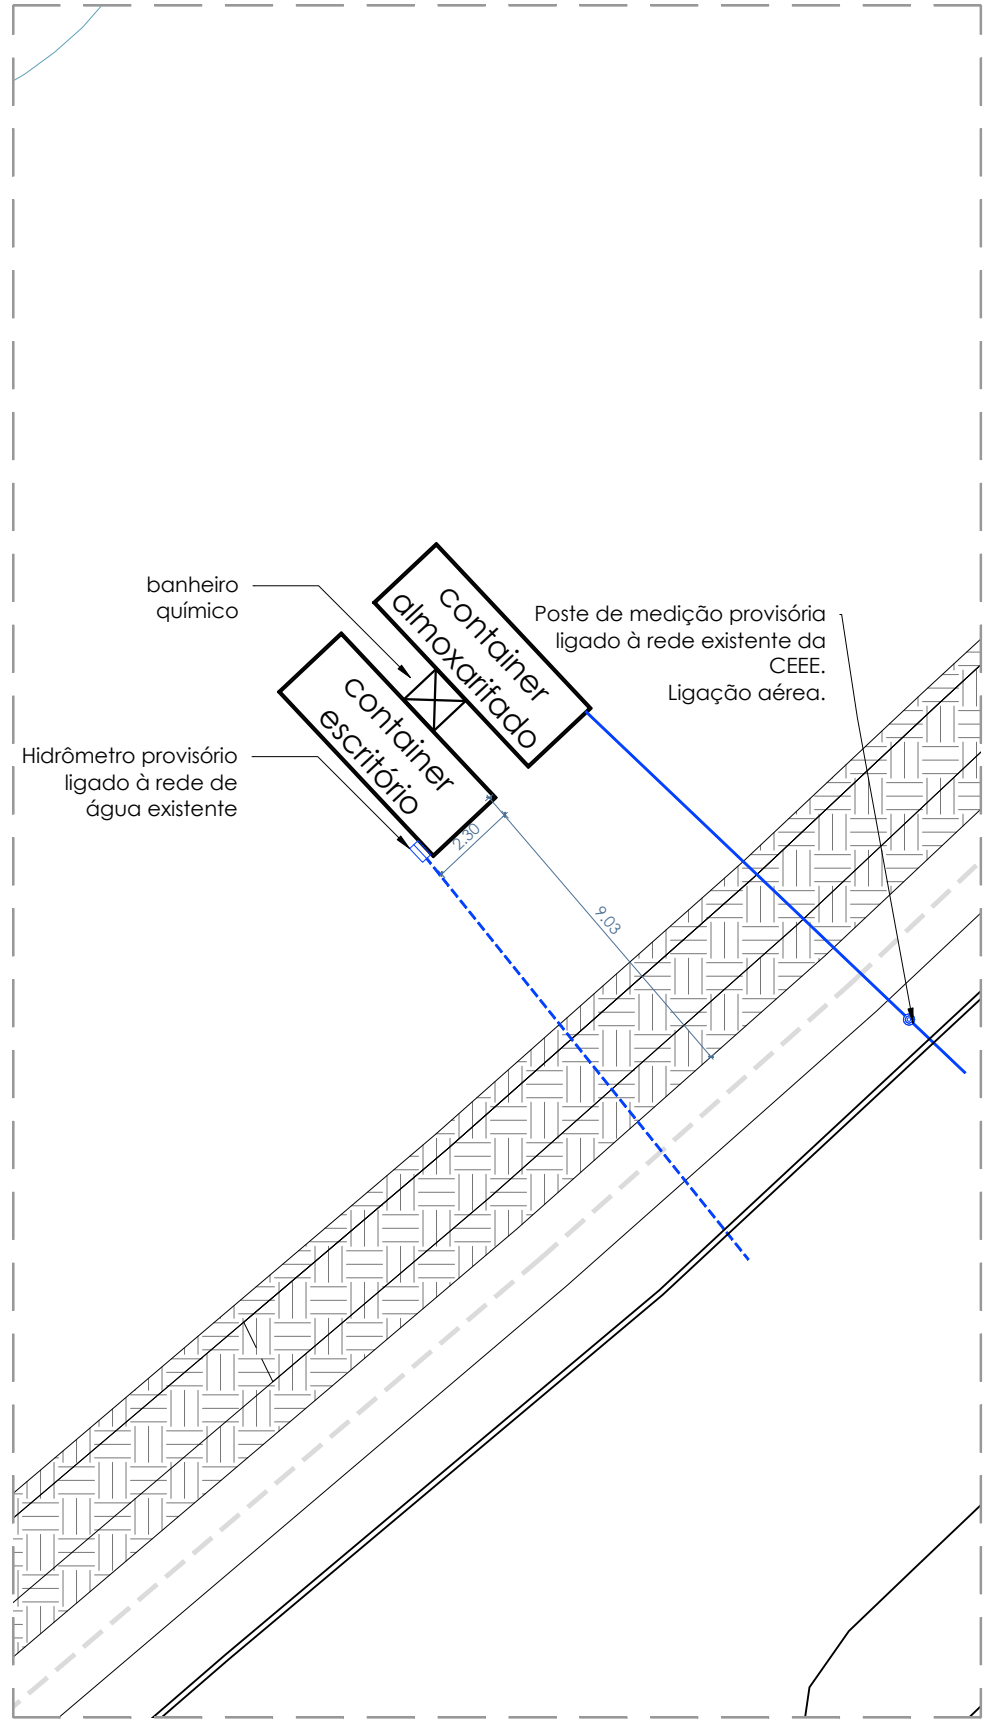 banheiro
químico
container
almoxarifado
Poste de medição provisória
ligado à rede existente da
CEEE.
Ligação aérea.
container
escritório
Hidrômetro provisório
ligado à rede de
água existente
2.30
9.03